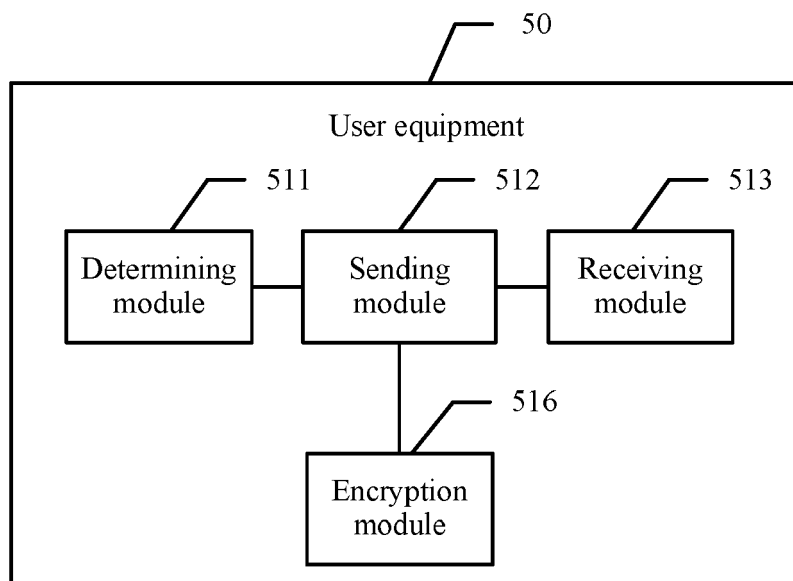 50
User equipment
511
512
513
Determining
module
Sending
module
Receiving
module
516
Encryption
module